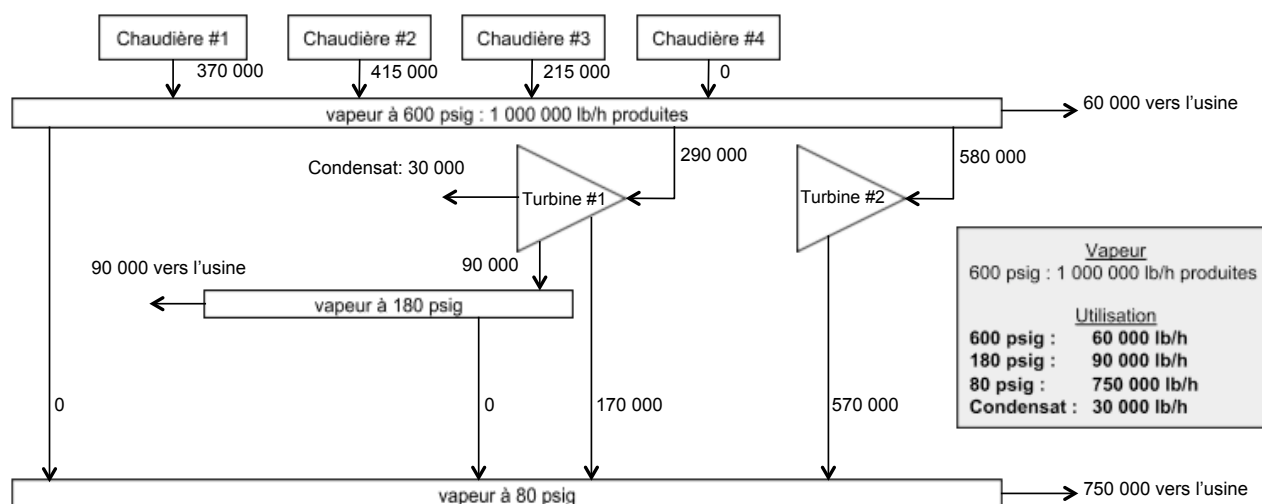 Chaudière #1
Chaudière #2
Chaudière #3
Chaudière #4
370 000
415 000
215 000
0
vapeur à 600 psig : 1 000 000 lb/h produites
60 000 vers l'usine
290 000
580 000
Condensat: 30 000
Turbine #1
Turbine #2
90 000
90 000 vers l'usine
vapeur à 180 psig
Vapeur
600 psig : 1 000 000 lb/h produites
Utilisation
600 psig : 60 000 lb/h
180 psig : 90 000 lb/h
80 psig : 750 000 lb/h
Condensat : 30 000 lb/h
0
0
170 000
570 000
vapeur à 80 psig
750 000 vers l'usine